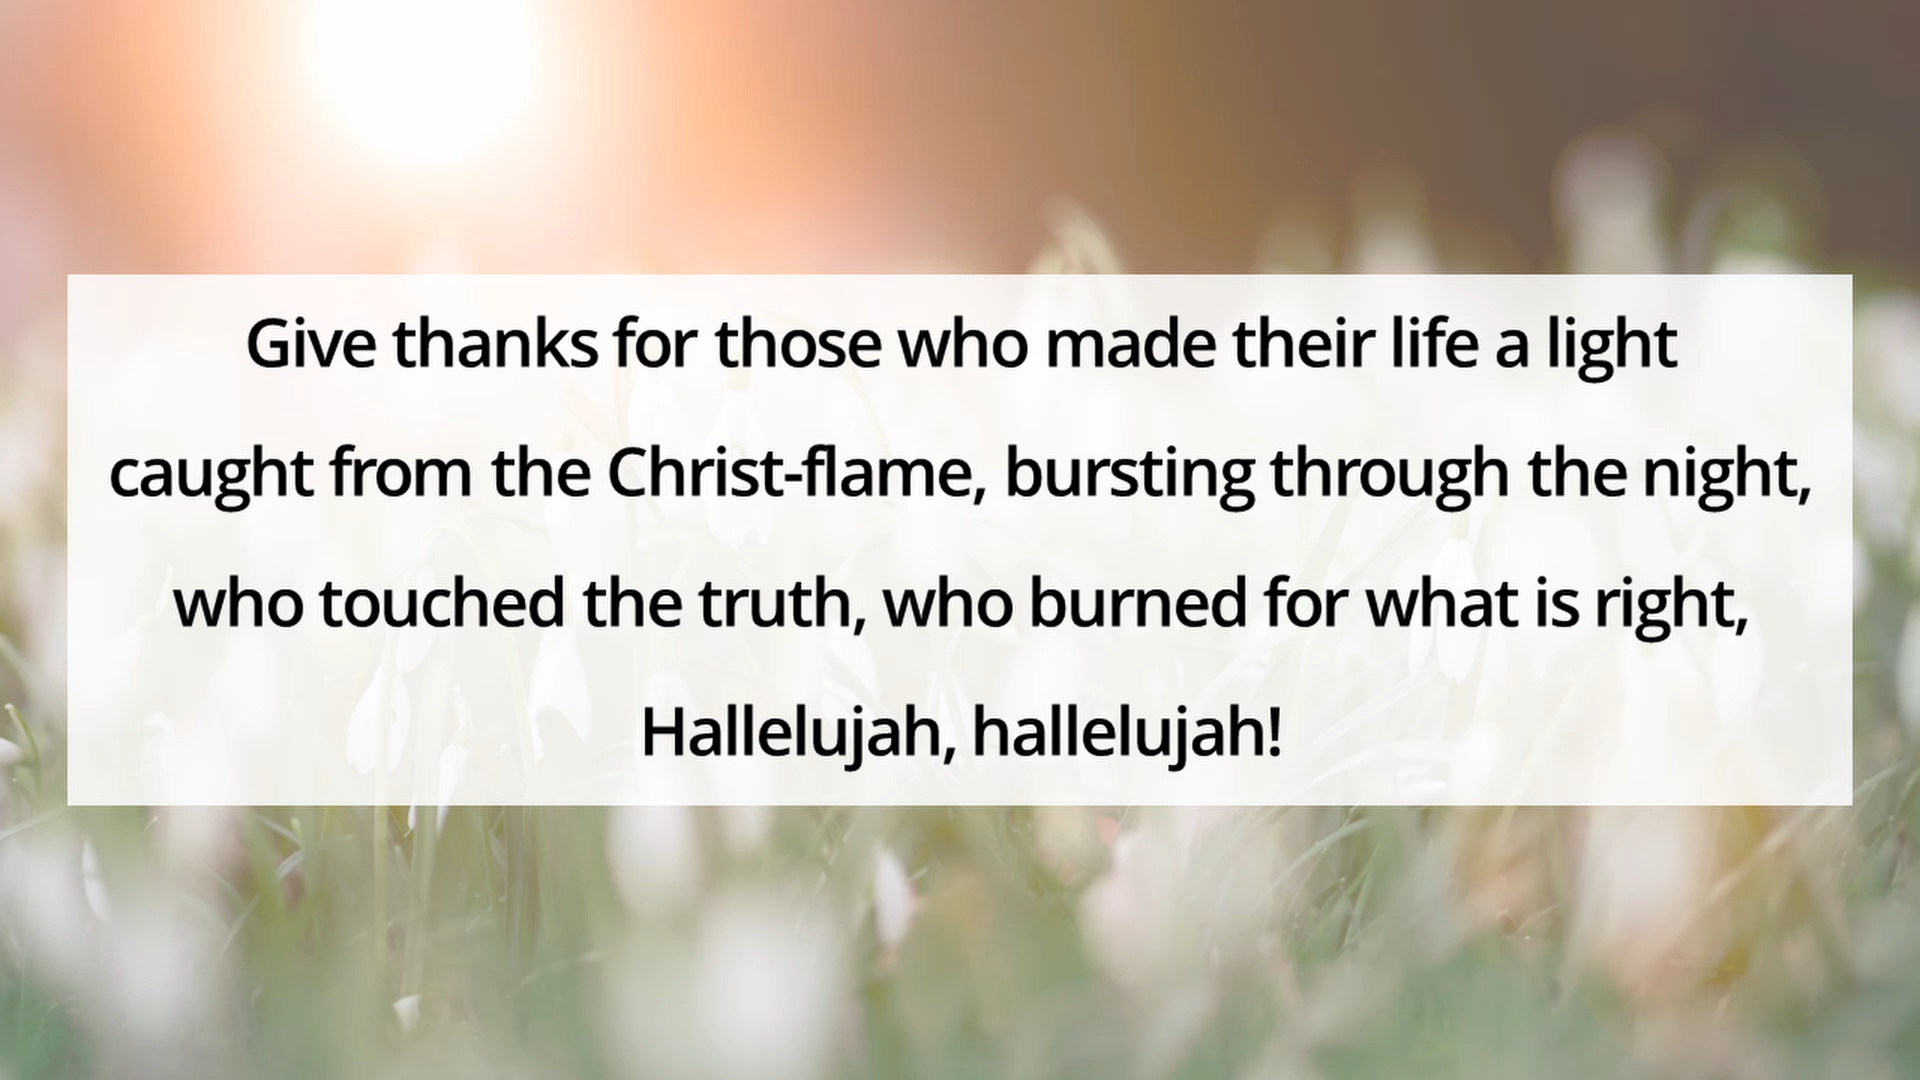 Give thanks for those who made their life a light
caught from the Christ-flame, bursting through the night,
who touched the truth, who burned for what is right,
Hallelujah, hallelujah!